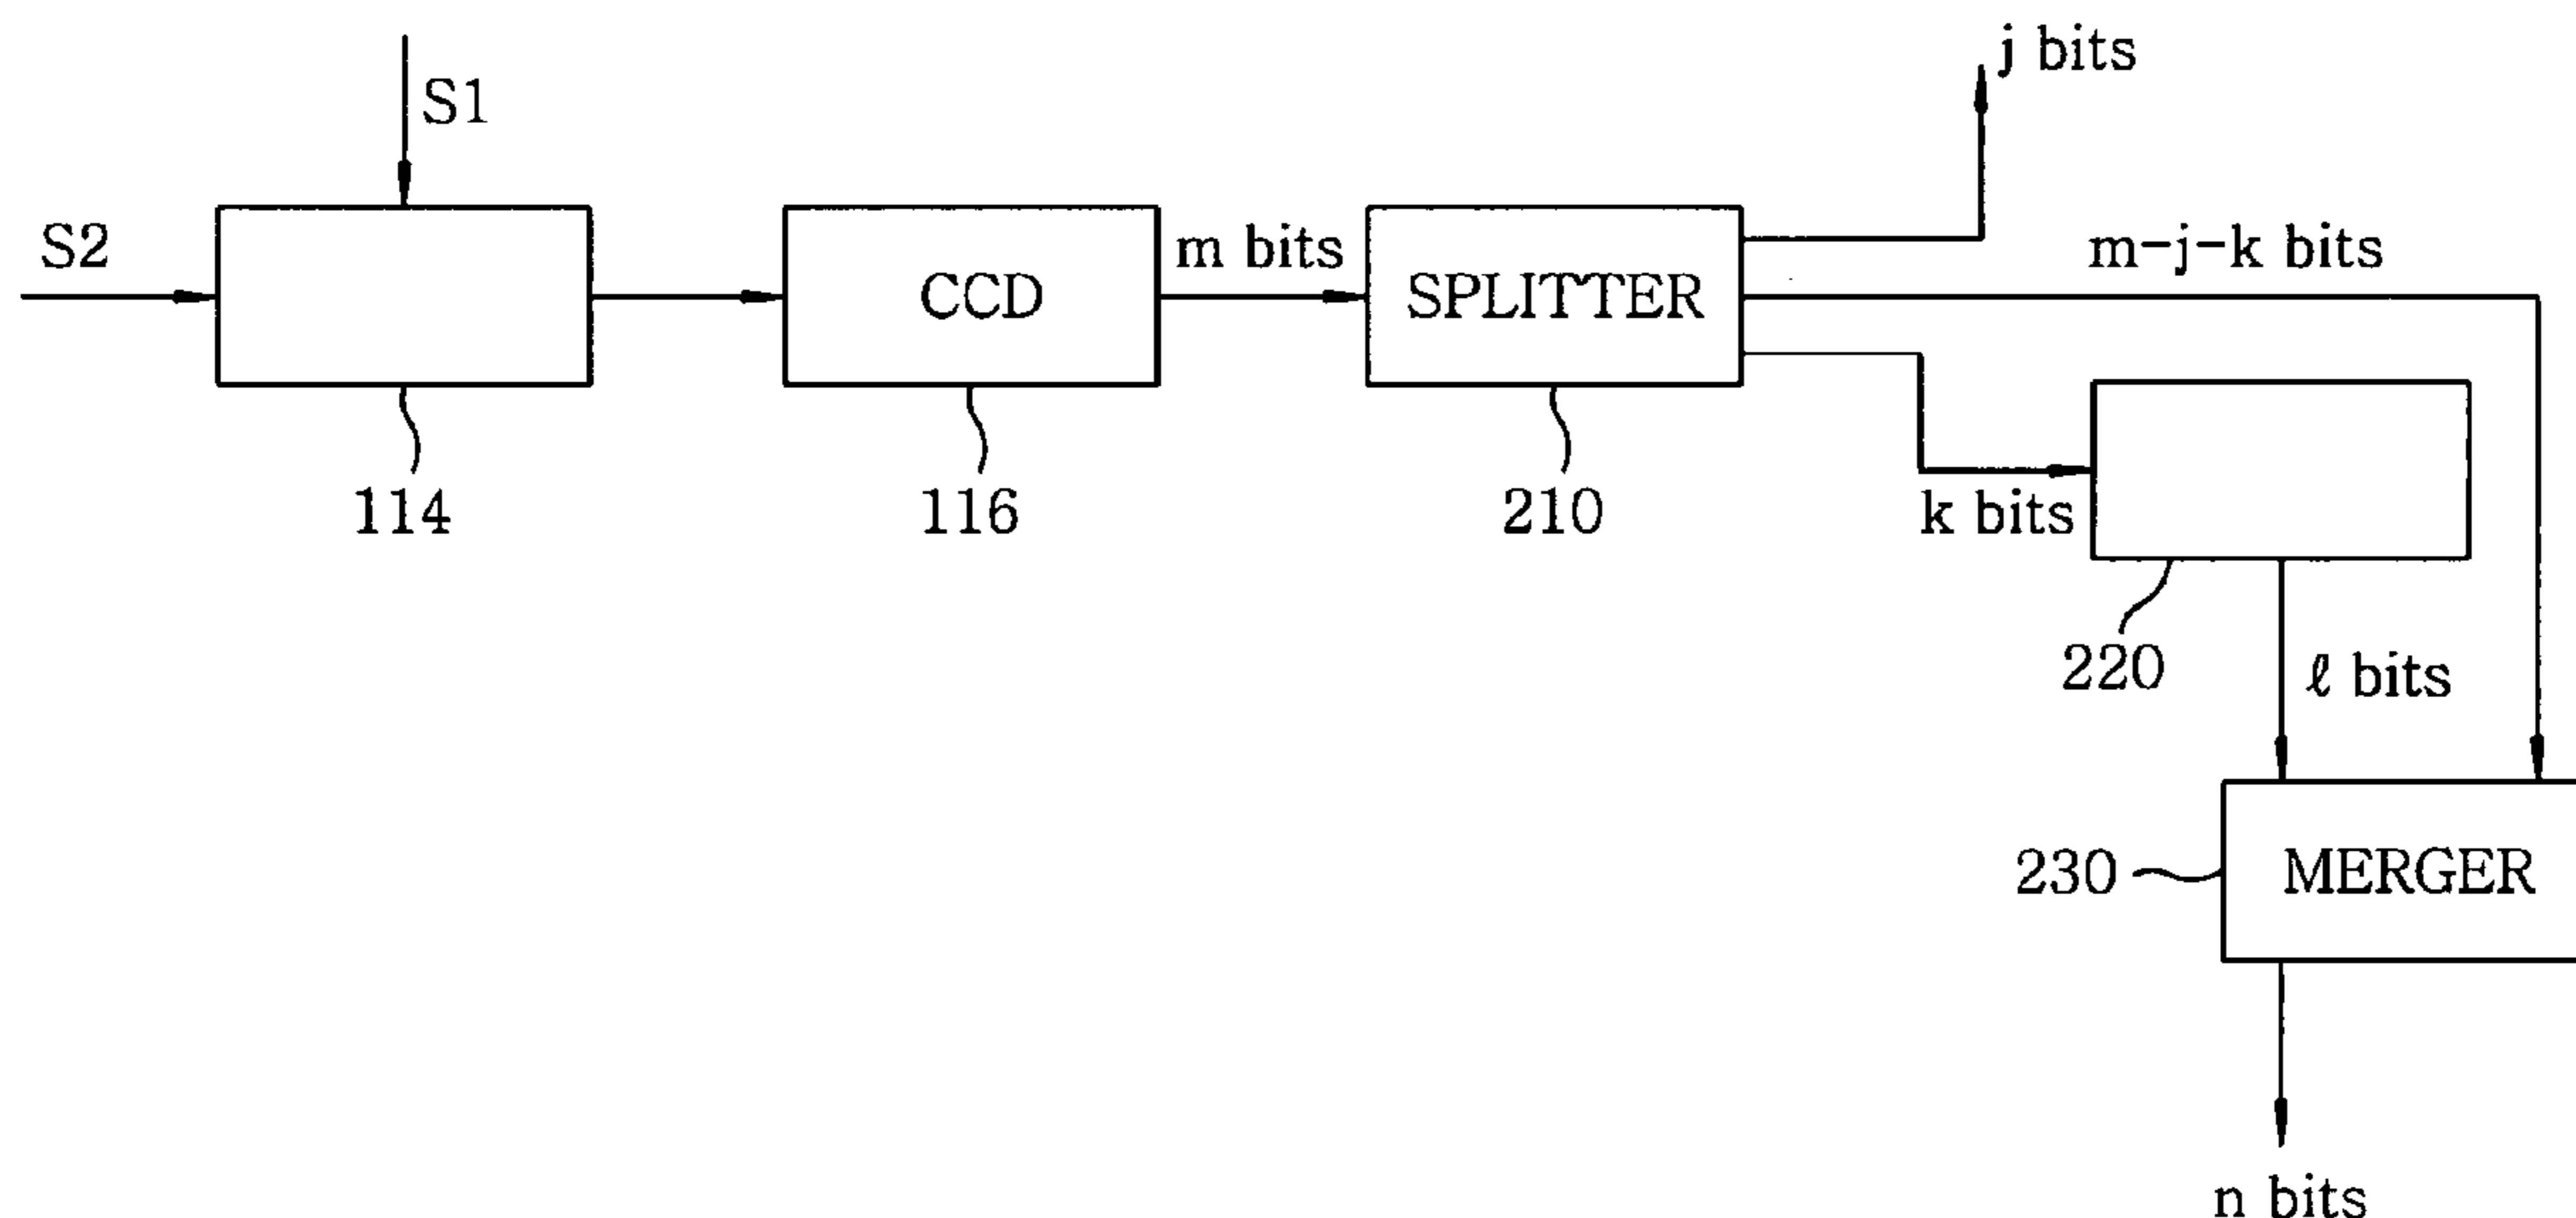 j bits
S1
S2
m bits
m-j-k bits
CCD
SPLITTER
k bits
114
116
210
220
ℓ bits
230
MERGER
n bits